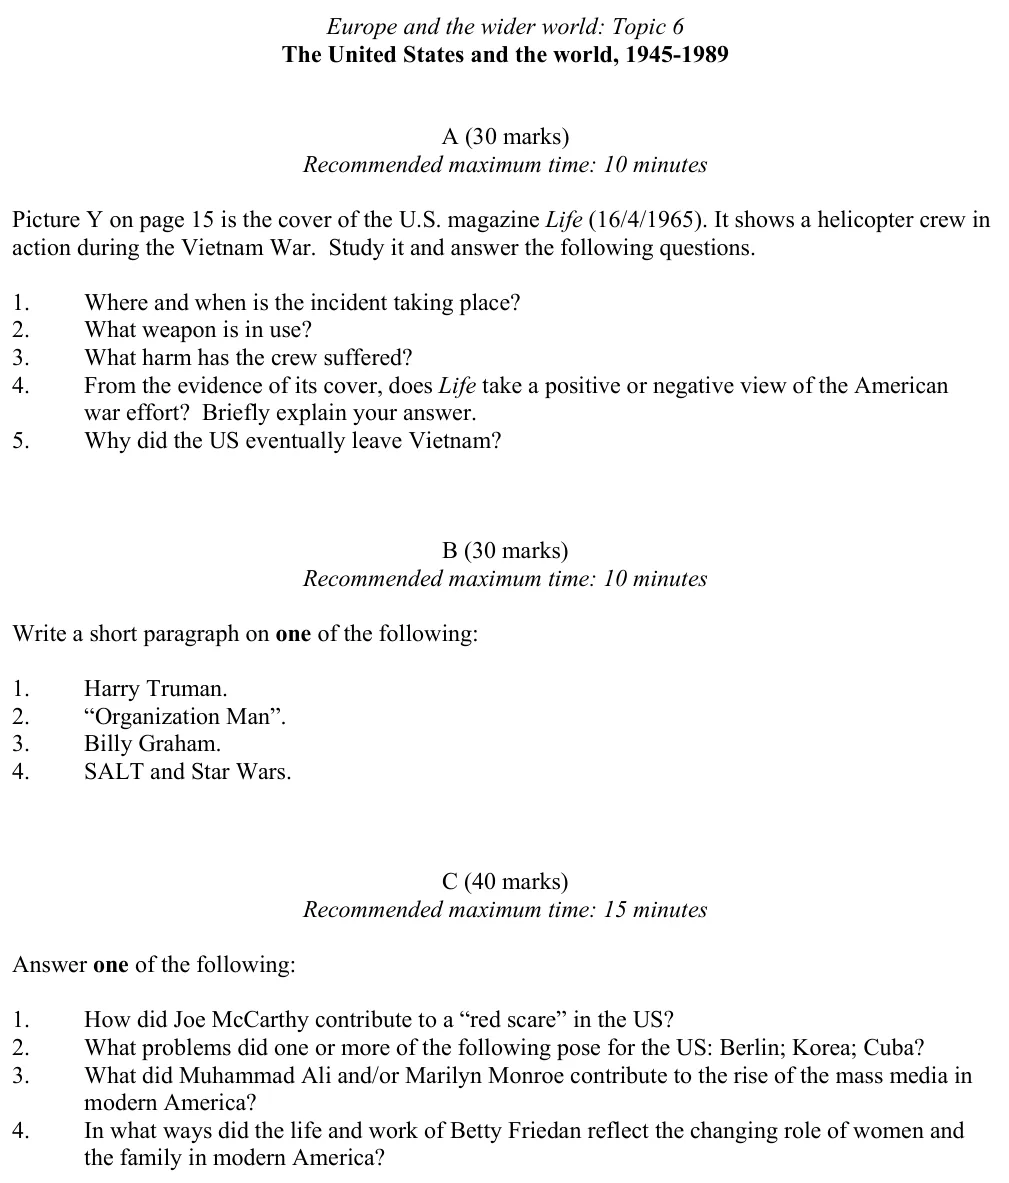 Europe and the wider world: Topic 6
The United States and the world, 1945-1989
A (30 marks)
Recommended maximum time: 10 minutes
Picture Y on page 15 is the cover of the U.S. magazine Life (16/4/1965). It shows a helicopter crew in
action during the Vietnam War. Study it and answer the following questions.
1. Where and when is the incident taking place?
2. What weapon is in use?
3. What harm has the crew suffered?
4. From the evidence of its cover, does Life take a positive or negative view of the American
war effort? Briefly explain your answer.
5. Why did the US eventually leave Vietnam?
B (30 marks)
Recommended maximum time: 10 minutes
Write a short paragraph on one of the following:
1. Harry Truman.
2. “Organization Man”.
3. Billy Graham.
4. SALT and Star Wars.
C (40 marks)
Recommended maximum time: 15 minutes
Answer one of the following:
1. How did Joe McCarthy contribute to a “red scare” in the US?
2. What problems did one or more of the following pose for the US: Berlin; Korea; Cuba?
3. What did Muhammad Ali and/or Marilyn Monroe contribute to the rise of the mass media in
modern America?
4. In what ways did the life and work of Betty Friedan reflect the changing role of women and
the family in modern America?